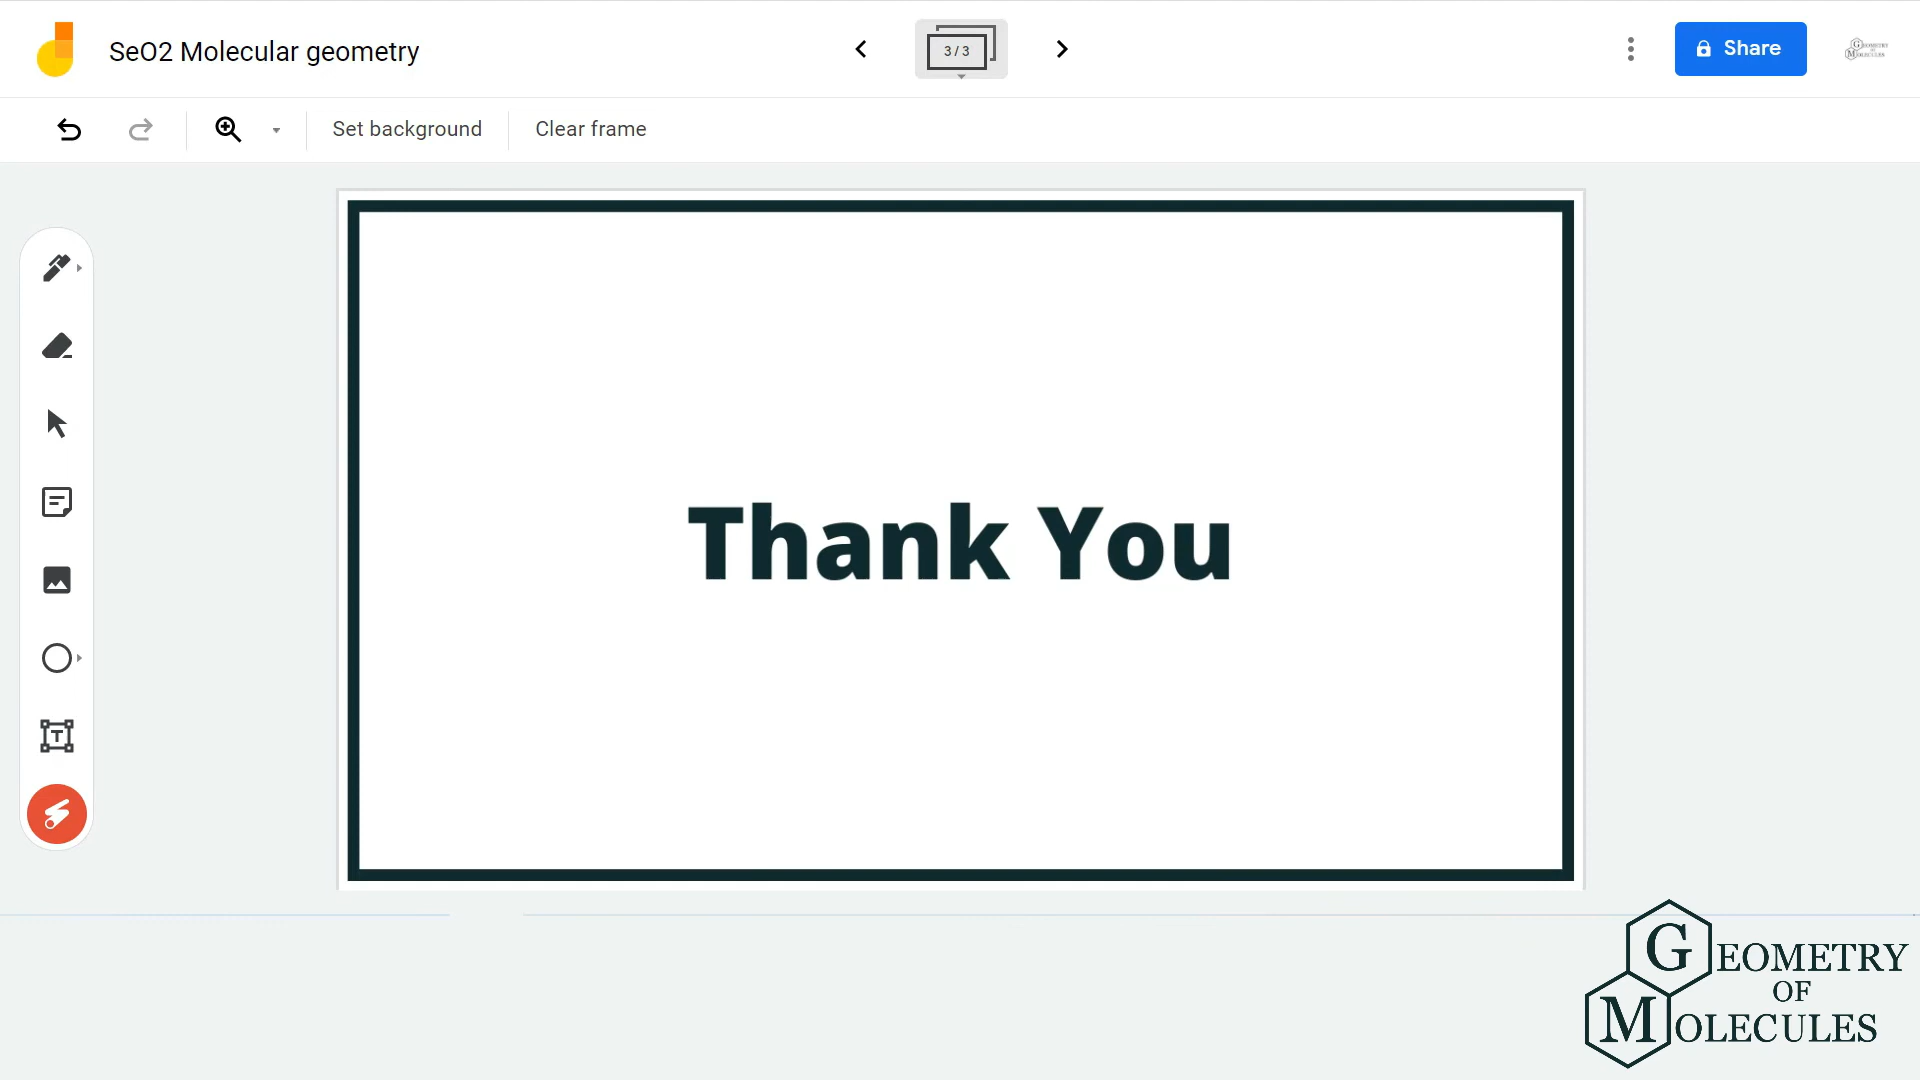 SeO2 Molecular geometry
3 / 3
Share
Set background
Clear frame
Thank You
GEOMETRY
OF
MOLECULES